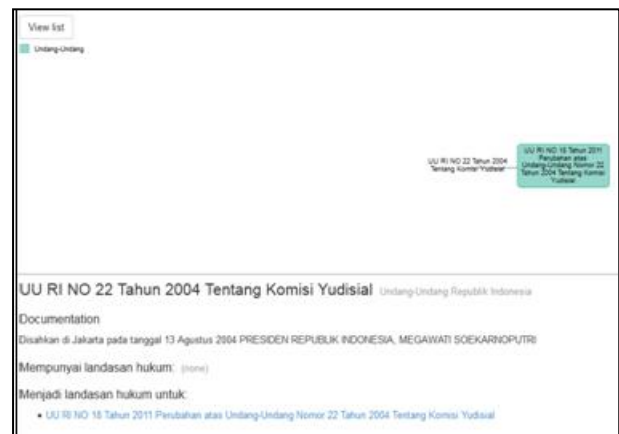 View list
Undang-Undang
UU RI NO 22 Tahun 2004
Tentang Komisi Yudisial
UU RI NO 18 Tahun 2011
Perubahan atas
Undang-Undang Nomor 22
Tahun 2004 Tentang Komisi
Yudisial
UU RI NO 22 Tahun 2004 Tentang Komisi Yudisial Undang-Undang Republik Indonesia
Documentation
Disahkan di Jakarta pada tanggal 13 Agustus 2004 PRESIDEN REPUBLIK INDONESIA, MEGAWATI SOEKARNOPUTRI
Mempunyai landasan hukum: (none)
Menjadi landasan hukum untuk:
• UU RI NO 18 Tahun 2011 Perubahan atas Undang-Undang Nomor 22 Tahun 2004 Tentang Komisi Yudisial